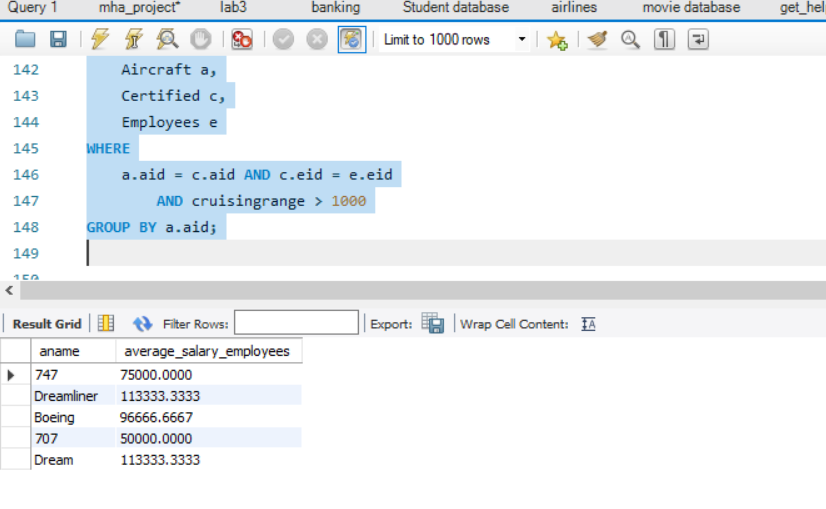 Query 1 mha_project* lab3 banking Student database airlines movie database get_hel
Limit to 1000 rows
142 Aircraft a,
143 Certified c,
144 Employees e
145 WHERE
146 a.aid = c.aid AND c.eid = e.eid
147 AND cruisingrange > 1000
148 GROUP BY a.aid;
149
150
Result Grid Filter Rows: Export: Wrap Cell Content: IA
aname average_salary_employees
747 75000.0000
Dreamliner 113333.3333
Boeing 96666.6667
707 50000.0000
Dream 113333.3333